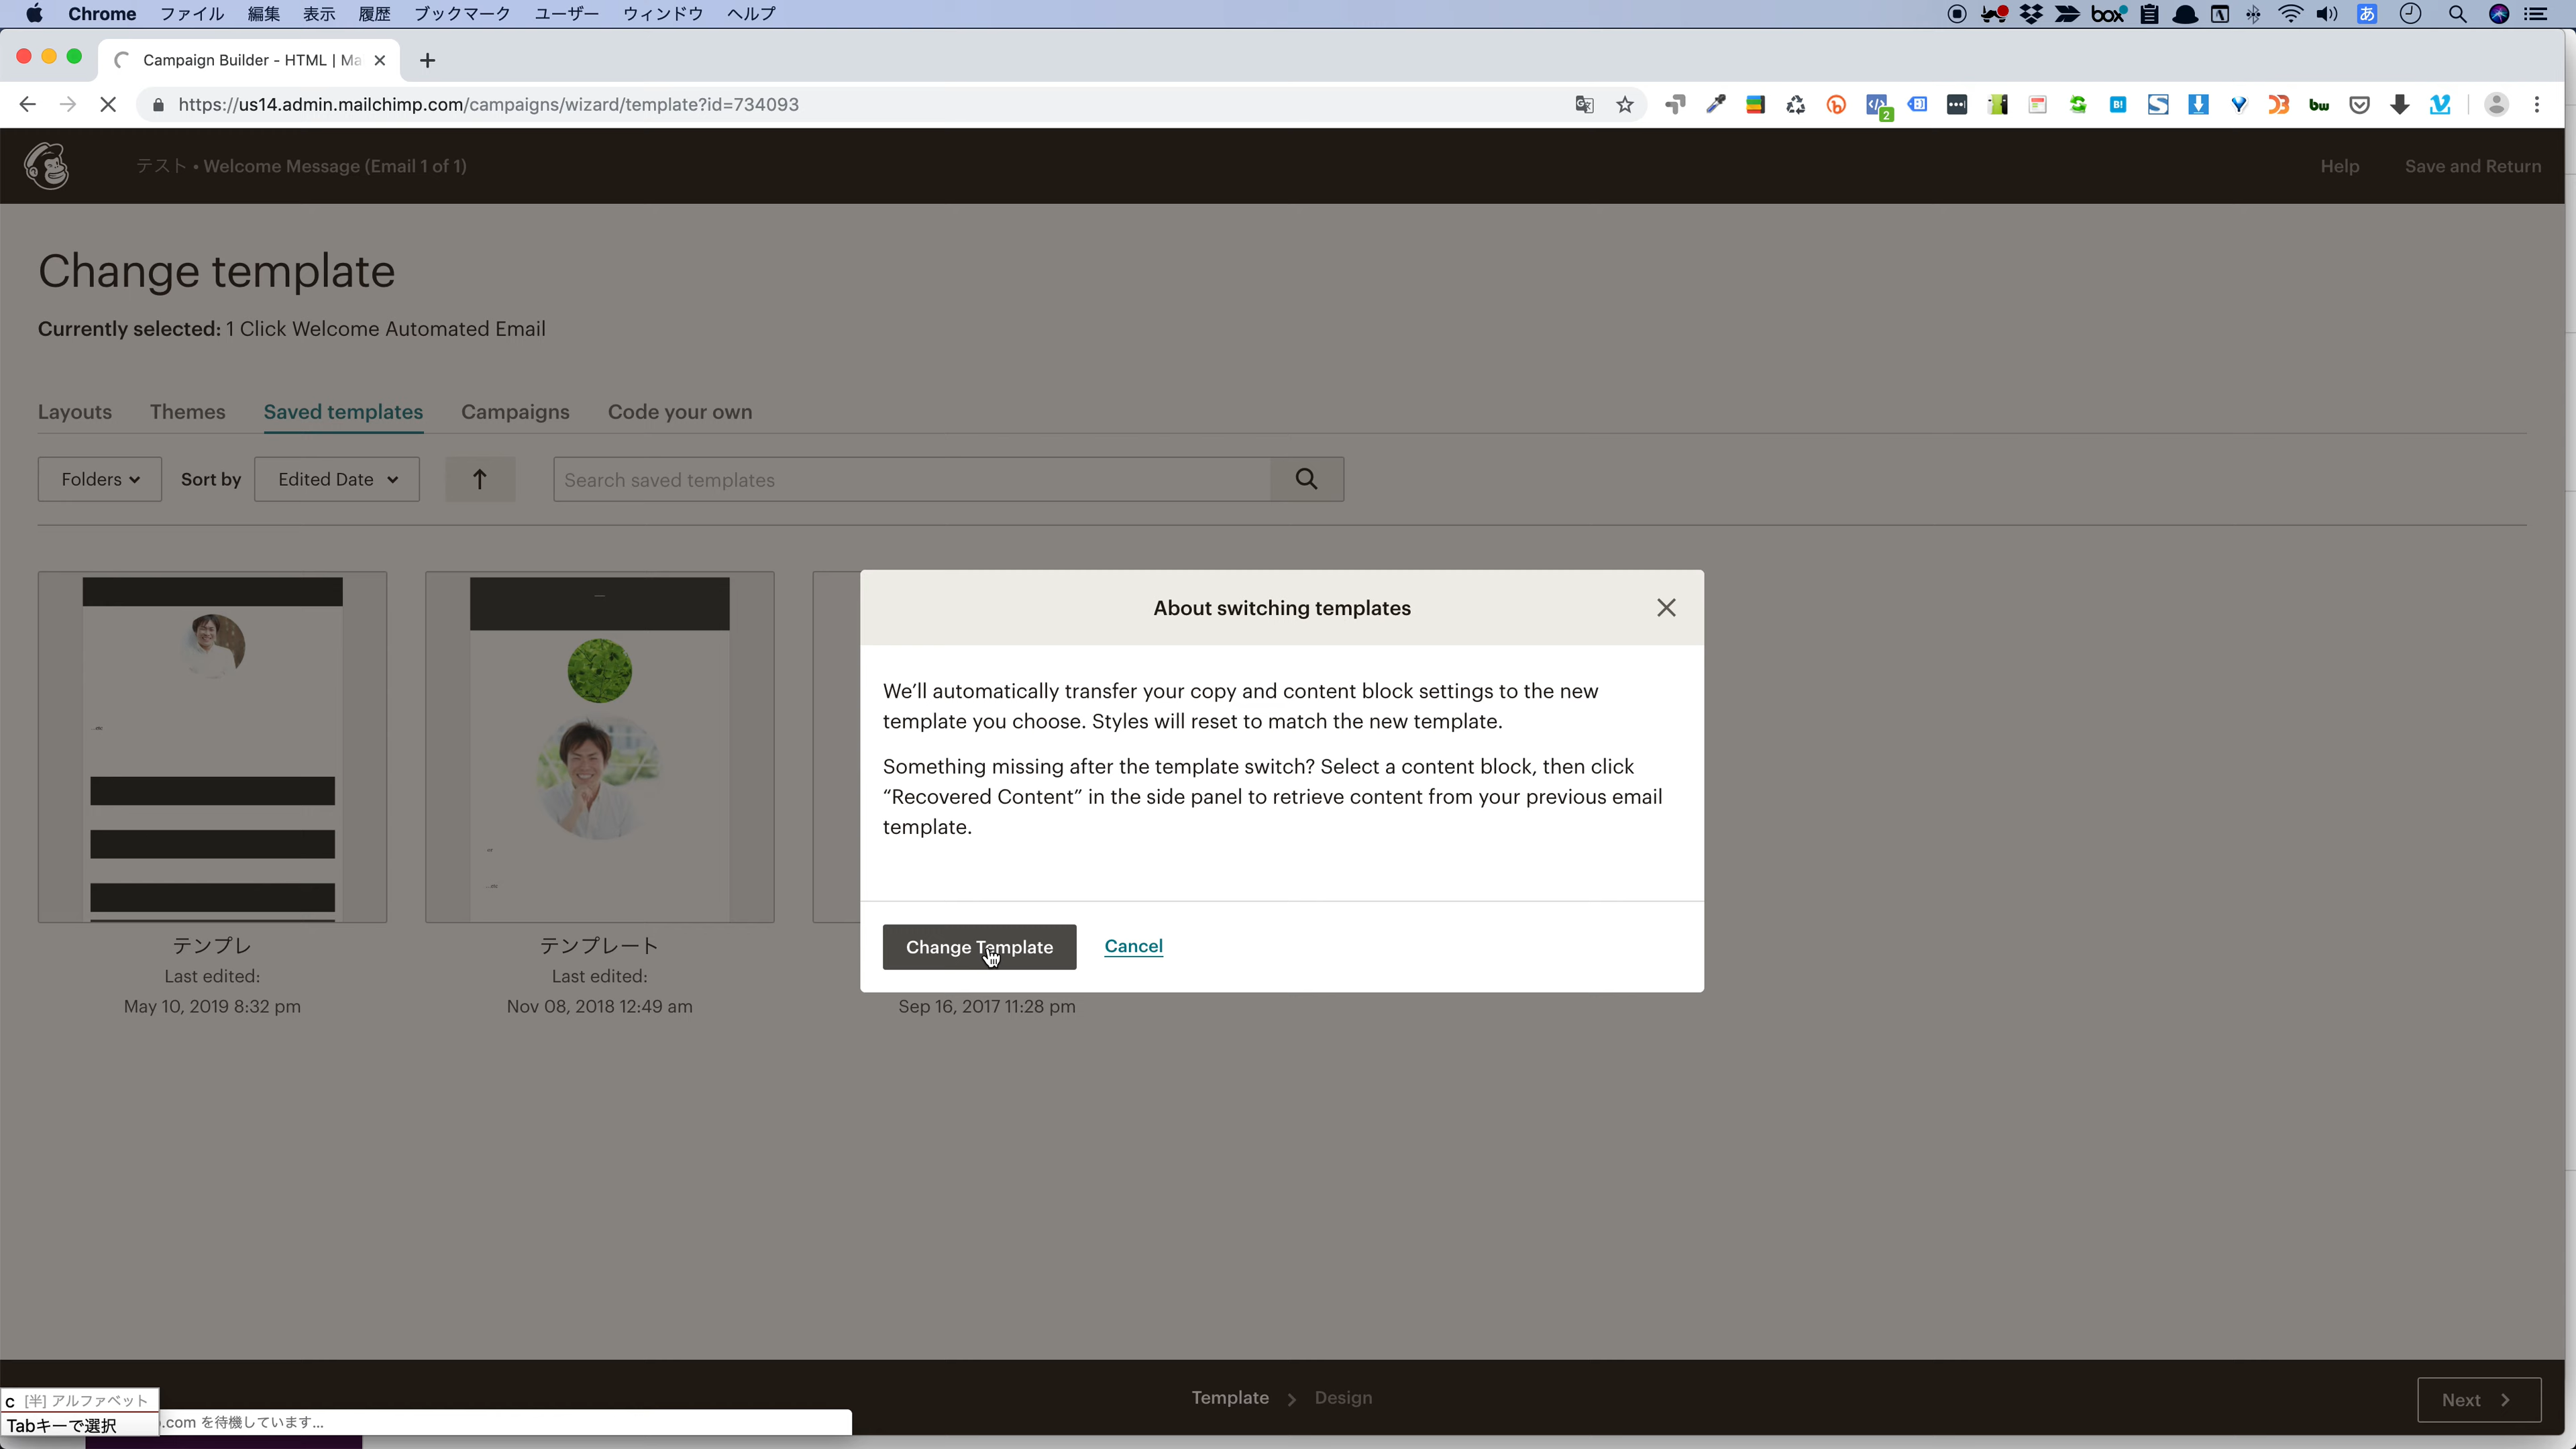 Chrome ファイル 編集 表示 履歴 ブックマーク ユーザー ウィンドウ ヘルプ box あ
Campaign Builder - HTML | Ma
https://us14.admin.mailchimp.com/campaigns/wizard/template?id=734093
テスト • Welcome Message (Email 1 of 1) Help Save and Return
Change template
Currently selected: 1 Click Welcome Automated Email
Layouts Themes Saved templates Campaigns Code your own
Folders Sort by Edited Date Search saved templates
About switching templates
We'll automatically transfer your copy and content block settings to the new
template you choose. Styles will reset to match the new template.
Something missing after the template switch? Select a content block, then click
“Recovered Content” in the side panel to retrieve content from your previous email
template.
Change Template Cancel
テンプレ
Last edited:
May 10, 2019 8:32 pm
テンプレート
Last edited:
Nov 08, 2018 12:49 am
Sep 16, 2017 11:28 pm
Template Design
Next
c [半] アルファベット
Tabキーで選択
.com を待機しています...